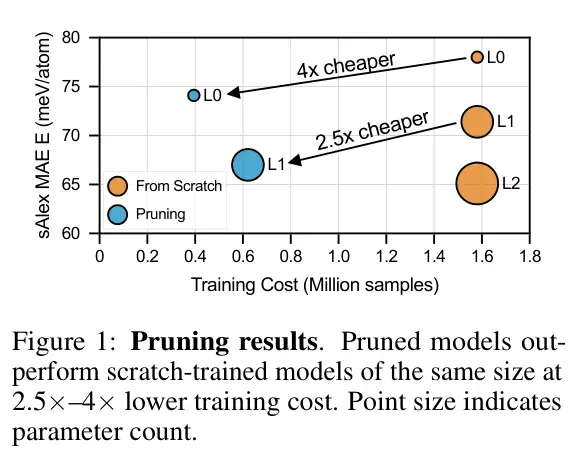 80
75
70
65
60
sAlex MAE E (meV/atom)
4x cheaper
L0
L0
2.5x cheaper
L1
L1
L2
From Scratch
Pruning
0 0.2 0.4 0.6 0.8 1.0 1.2 1.4 1.6 1.8
Training Cost (Million samples)
Figure 1: Pruning results. Pruned models out-
perform scratch-trained models of the same size at
2.5×–4× lower training cost. Point size indicates
parameter count.